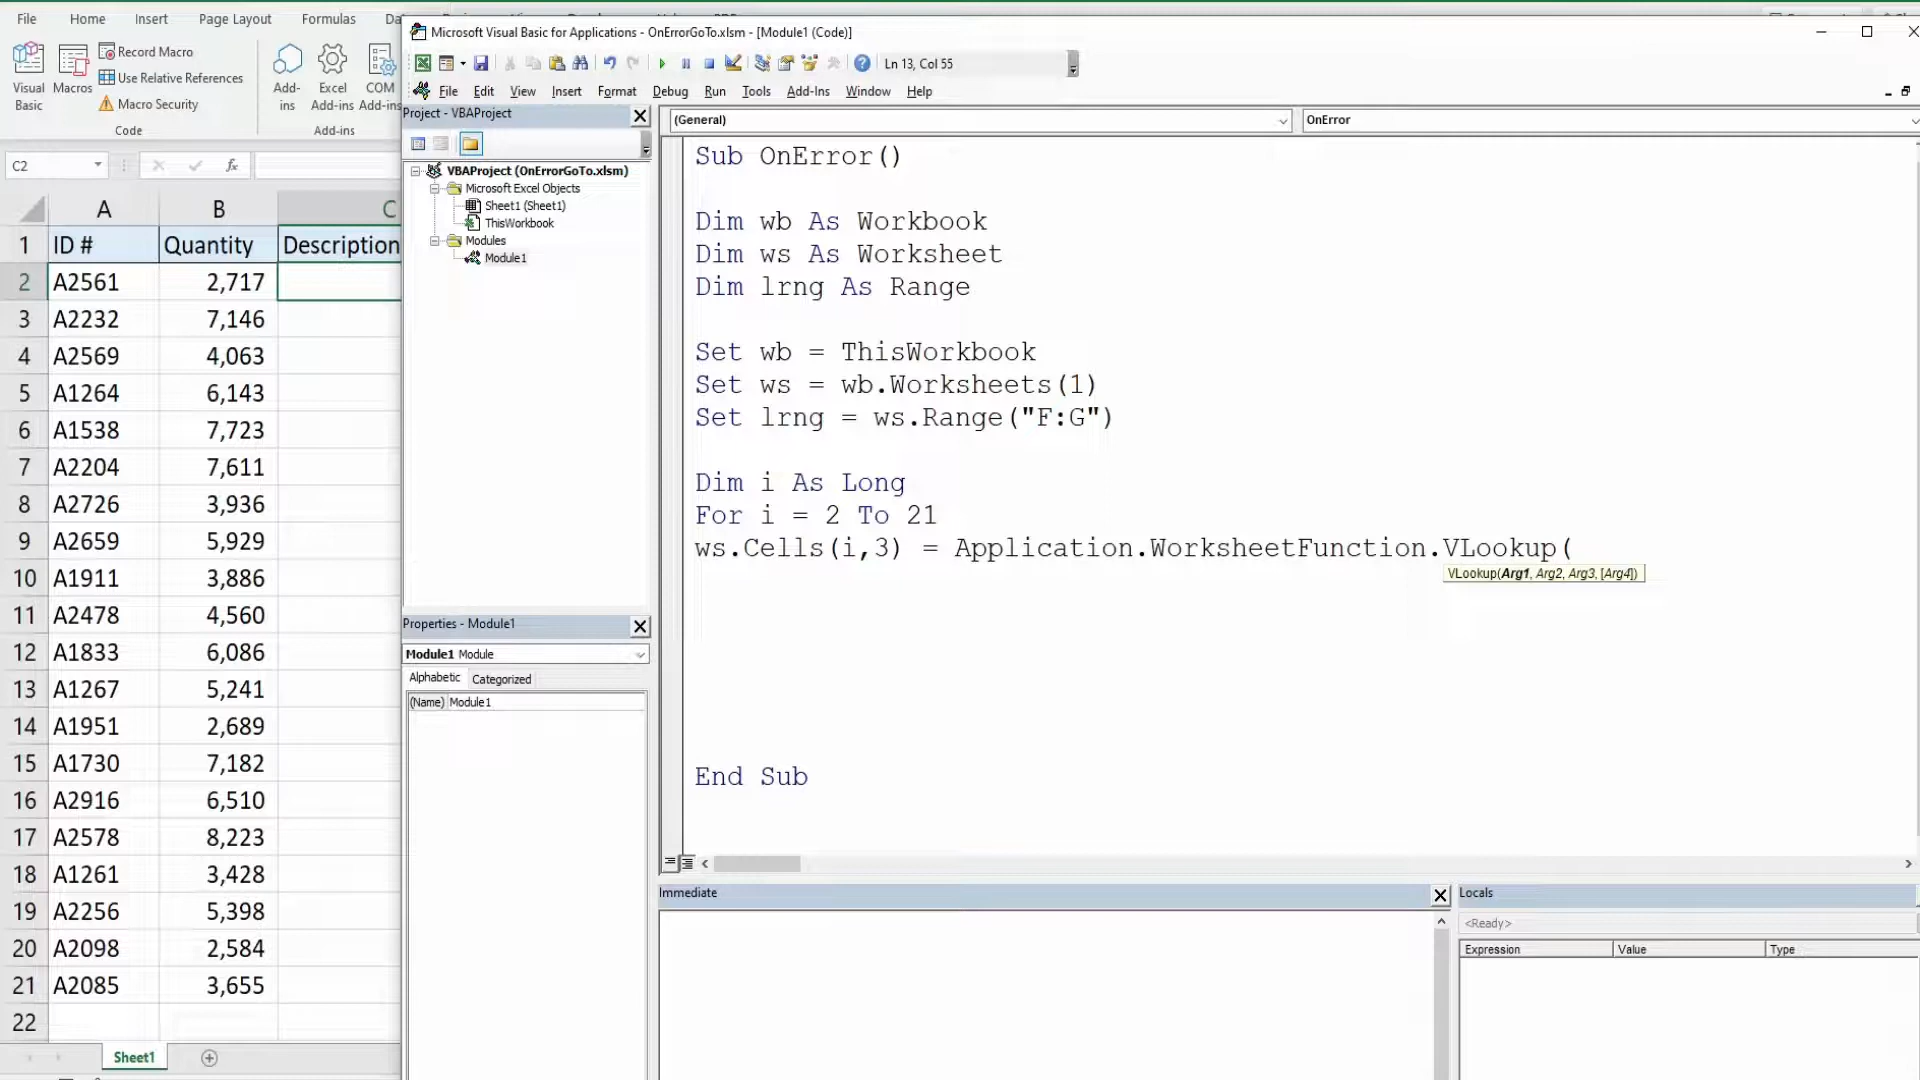 File Home Insert Page Layout Formulas
Microsoft Visual Basic for Applications - OnErrorGoTo.xlsm - [Module1 (Code)]
Visual Basic
Macros
Record Macro
Use Relative References
Macro Security
Code
Add-ins
Excel Add-ins
COM Add-ins
Add-ins
Ln 13, Col 55
File Edit View Insert Format Debug Run Tools Add-Ins Window Help
C2
fx
Project - VBAProject
VBAProject (OnErrorGoTo.xlsm)
Microsoft Excel Objects
Sheet1 (Sheet1)
ThisWorkbook
Modules
Module1
(General)
OnError
A B C
1 ID # Quantity Description
2 A2561 2,717
3 A2232 7,146
4 A2569 4,063
5 A1264 6,143
6 A1538 7,723
7 A2204 7,611
8 A2726 3,936
9 A2659 5,929
10 A1911 3,886
11 A2478 4,560
12 A1833 6,086
13 A1267 5,241
14 A1951 2,689
15 A1730 7,182
16 A2916 6,510
17 A2578 8,223
18 A1261 3,428
19 A2256 5,398
20 A2098 2,584
21 A2085 3,655
22
Sheet1
Sub OnError()
Dim wb As Workbook
Dim ws As Worksheet
Dim lrng As Range
Set wb = ThisWorkbook
Set ws = wb.Worksheets(1)
Set lrng = ws.Range("F:G")
Dim i As Long
For i = 2 To 21
ws.Cells(i,3) = Application.WorksheetFunction.VLookup(
VLookup(Arg1, Arg2, Arg3, [Arg4])
End Sub
Properties - Module1
Module1 Module
Alphabetic Categorized
(Name) Module1
Immediate
Locals
<Ready>
Expression Value Type